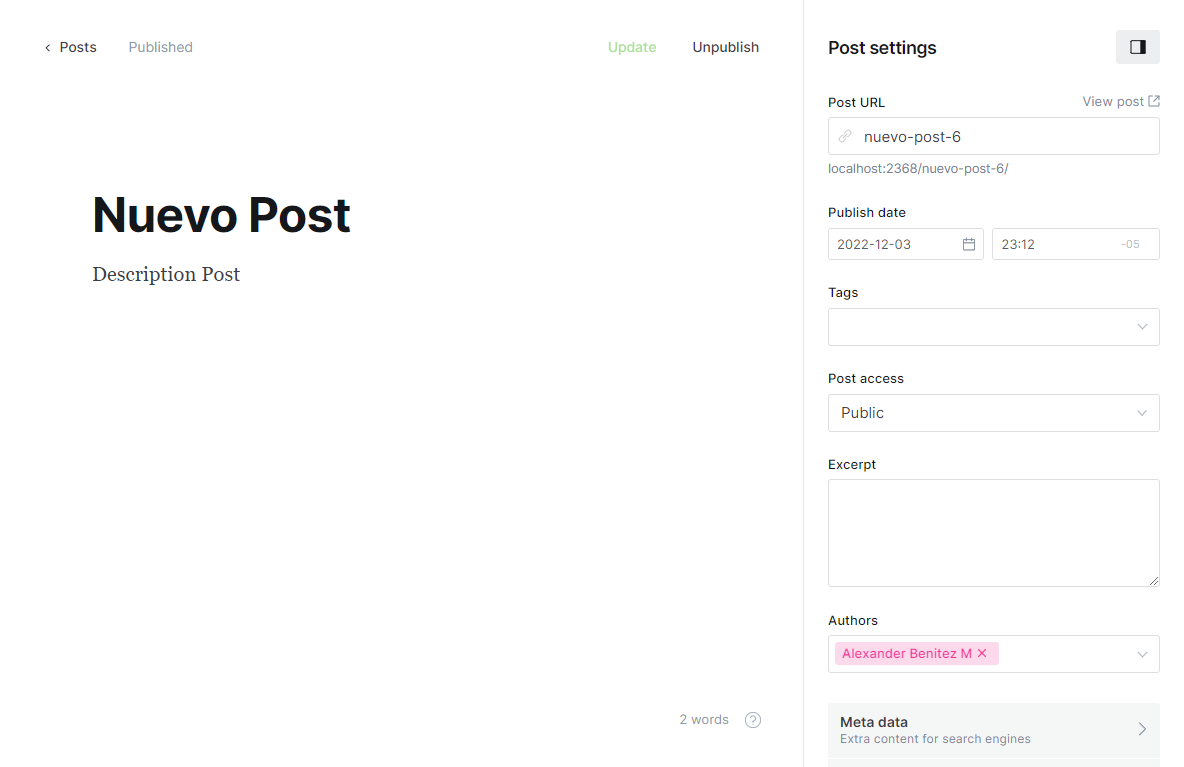 Posts Published Update Unpublish
Nuevo Post
Description Post
2 words
Post settings
Post URL View post
nuevo-post-6
localhost:2368/nuevo-post-6/
Publish date
2022-12-03 23:12 -05
Tags
Post access
Public
Excerpt
Authors
Alexander Benitez M ×
Meta data
Extra content for search engines